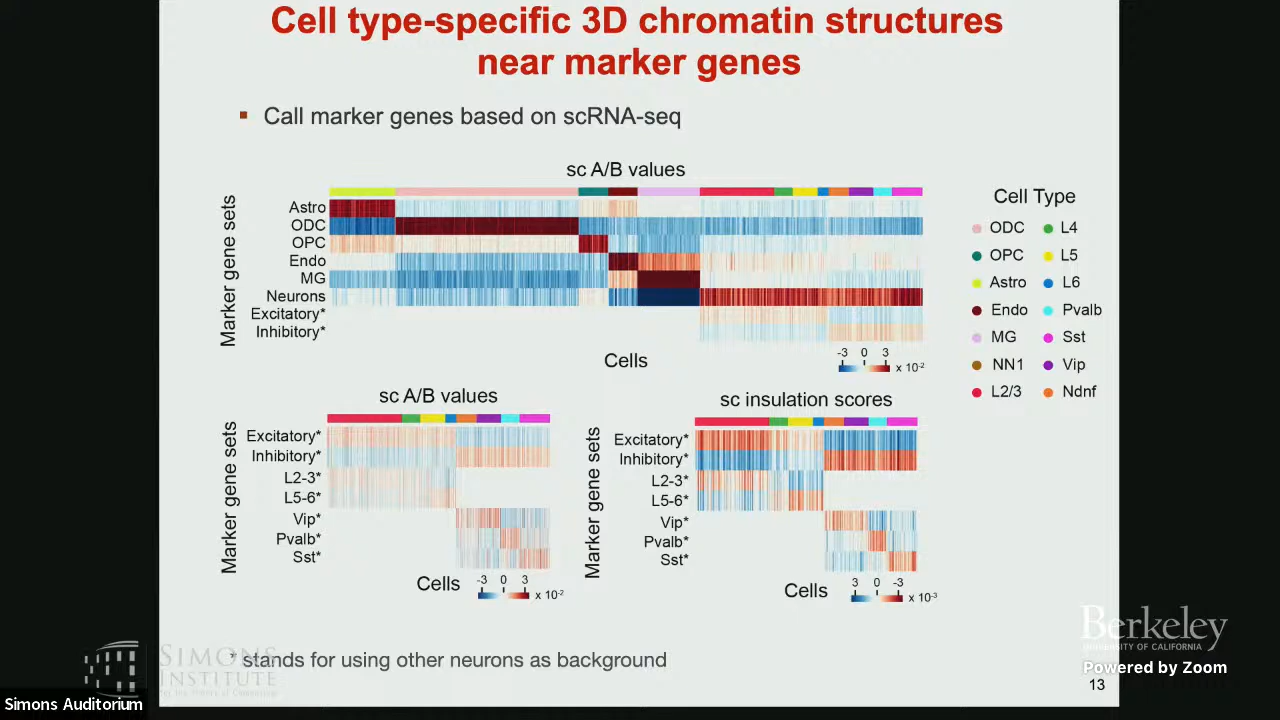 Cell type-specific 3D chromatin structures
near marker genes
Call marker genes based on scRNA-seq
sc A/B values
Marker gene sets
Astro
ODC
OPC
Endo
MG
Neurons
Excitatory*
Inhibitory*
Cells
-3 0 3
x 10-2
Cell Type
ODC L4
OPC L5
Astro L6
Endo Pvalb
MG Sst
NN1 Vip
L2/3 Ndnf
sc A/B values
Marker gene sets
Excitatory*
Inhibitory*
L2-3*
L5-6*
Vip*
Pvalb*
Sst*
Cells
-3 0 3
x 10-2
sc insulation scores
Marker gene sets
Excitatory*
Inhibitory*
L2-3*
L5-6*
Vip*
Pvalb*
Sst*
Cells
3 0 -3
x 10-3
* stands for using other neurons as background
SIMONS
INSTITUTE
for the Theory of Computing
Berkeley
UNIVERSITY OF CALIFORNIA
Powered by Zoom
13
Simons Auditorium